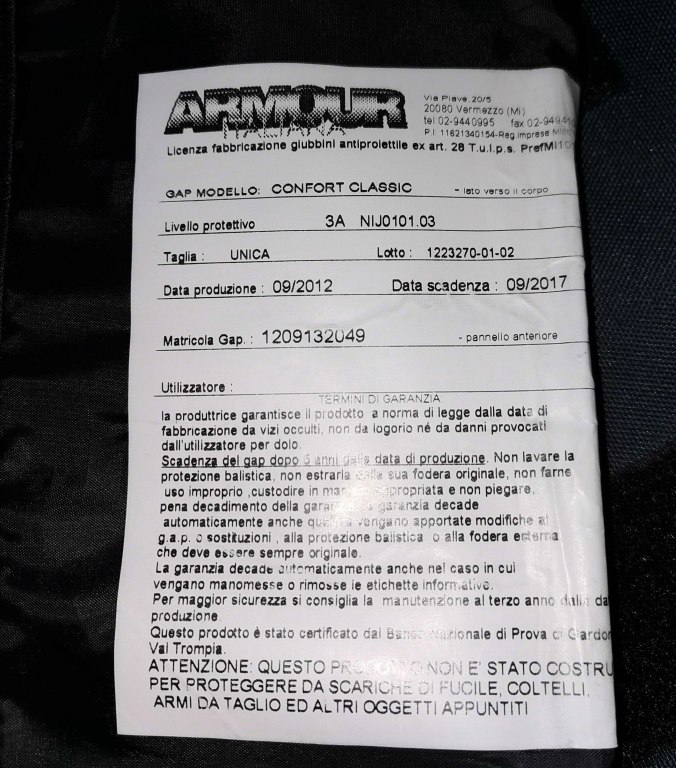 ARMOUR
ITALIANA
Via Pieve, 20/5
20080 Vermezzo (Mi)
tel 02-9440995 fax
P.I. 11621340154-Reg imprese
Licenza fabbricazione giubbini antiproiettile ex art. 28 T.u.l.p.s.
GAP MODELLO: CONFORT CLASSIC - lato verso il corpo
Livello protettivo 3A NIJ0101.03
Taglia : UNICA Lotto : 1223270-01-02
Data produzione : 09/2012 Data scadenza : 09/2017
Matricola Gap. : 1209132049 - pannello anteriore
Utilizzatore :
TERMINI DI GARANZIA
la produttrice garantisce il prodotto a norma di legge dalla data di
fabbricazione da vizi occulti, non da logorio né da danni provocati
dall'utilizzatore per dolo.
Scadenza del gap dopo 5 anni dalla data di produzione. Non lavare la
protezione balistica, non estrarla dalla sua fodera originale, non farne
uso improprio ,custodire in e non piegare,
pena decadimento della garanzia decade
automaticamente anche vengano apportate modifiche al
g.a.p. o sostituzioni , alla protezione balistica o alla fodera esterna
che deve essere sempre originale.
La garanzia decade automaticamente anche nel caso in cui
vengano manomesse o rimosse le etichette informative.
Per maggior sicurezza si consiglia la manutenzione al terzo anno dalla
produzione
Questo prodotto è stato certificato dal Banco Nazionale di Prova di
Val Trompia.
ATTENZIONE: QUESTO PRODOTTO NON E' STATO
PER PROTEGGERE DA SCARICHE DI FUCILE, COLTELLI,
ARMI DA TAGLIO ED ALTRI OGGETTI APPUNTITI